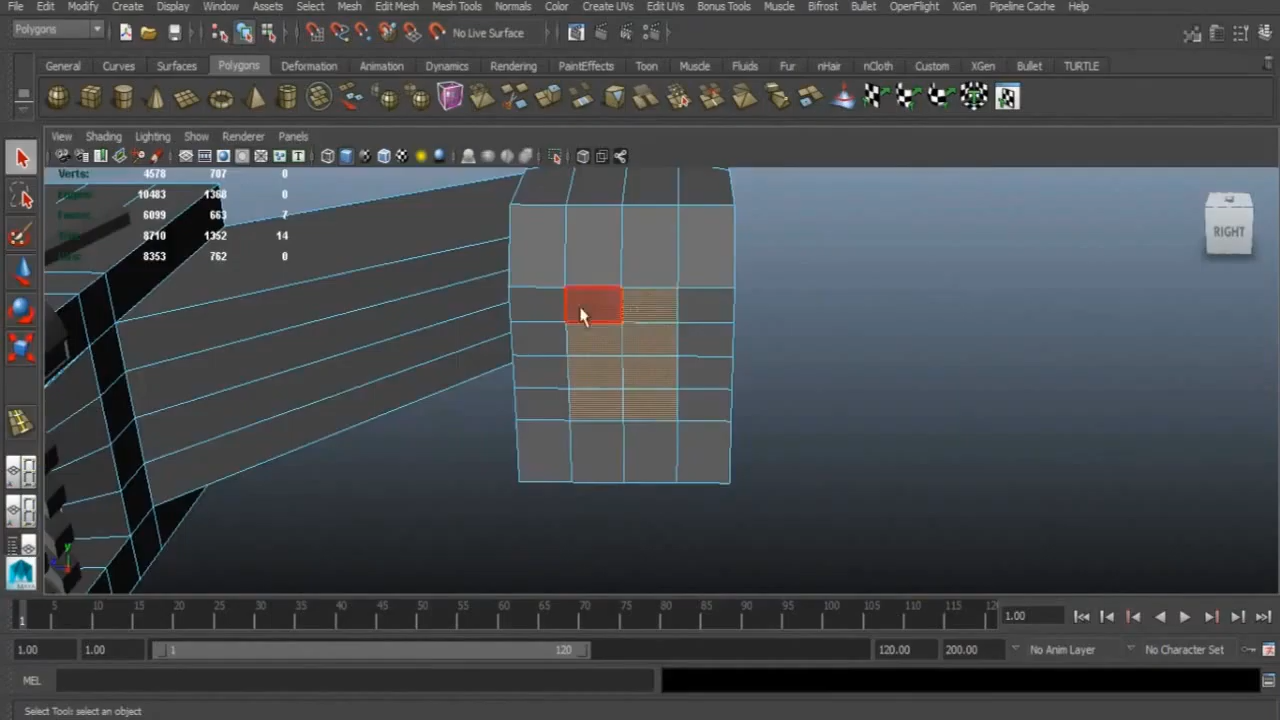 File Edit Modify Create Display Window Assets Select Mesh Edit Mesh Mesh Tools Normals Color Create UVs Edit UVs Bonus Tools Muscle Bifrost Bullet OpenFlight XGen Pipeline Cache Help
Polygons No Live Surface
General Curves Surfaces Polygons Deformation Animation Dynamics Rendering PaintEffects Toon Muscle Fluids Fur nHair nCloth Custom XGen Bullet TURTLE
View Shading Lighting Show Renderer Panels
Verts: 4578 707 0
Edges: 10483 1368 0
Faces: 6099 663 7
Tris: 8710 1352 14
UVs: 8353 762 0
RIGHT
y
1 5 10 15 20 25 30 35 40 45 50 55 60 65 70 75 80 85 90 95 100 105 110 115 12
1.00
1.00 1.00 1 120 120.00 200.00 No Anim Layer No Character Set
MEL
Select Tool: select an object